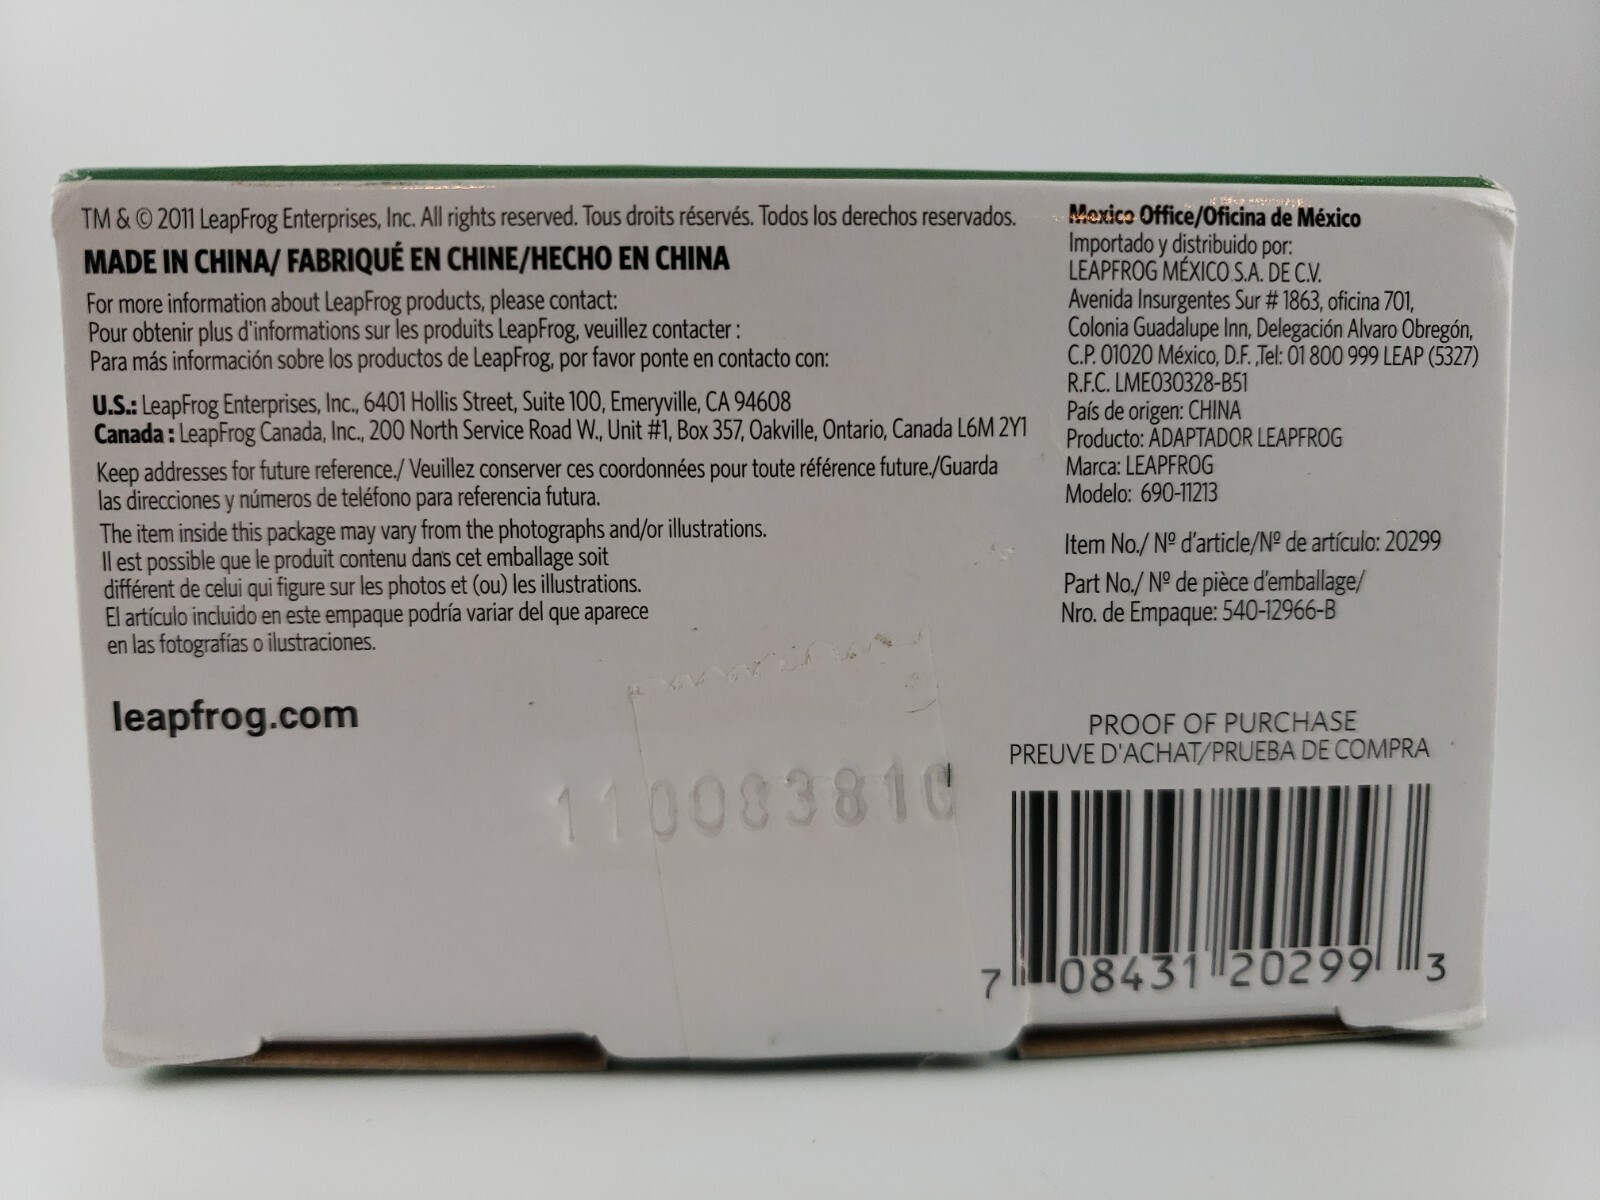 TM & © 2011 LeapFrog Enterprises, Inc. All rights reserved. Tous droits réservés. Todos los derechos reservados.
MADE IN CHINA/ FABRIQUÉ EN CHINE/HECHO EN CHINA
For more information about LeapFrog products, please contact:
Pour obtenir plus d'informations sur les produits LeapFrog, veuillez contacter :
Para más información sobre los productos de LeapFrog, por favor ponte en contacto con:
U.S.: LeapFrog Enterprises, Inc., 6401 Hollis Street, Suite 100, Emeryville, CA 94608
Canada : LeapFrog Canada, Inc., 200 North Service Road W., Unit #1, Box 357, Oakville, Ontario, Canada L6M 2Y1
Keep addresses for future reference./ Veuillez conserver ces coordonnées pour toute référence future./Guarda
las direcciones y números de teléfono para referencia futura.
The item inside this package may vary from the photographs and/or illustrations.
Il est possible que le produit contenu dans cet emballage soit
différent de celui qui figure sur les photos et (ou) les illustrations.
El artículo incluido en este empaque podría variar del que aparece
en las fotografías o ilustraciones.
leapfrog.com
110083810
Mexico Office/Oficina de México
Importado y distribuido por:
LEAPFROG MÉXICO S.A. DE C.V.
Avenida Insurgentes Sur # 1863, oficina 701,
Colonia Guadalupe Inn, Delegación Alvaro Obregón,
C.P. 01020 México, D.F. ,Tel: 01 800 999 LEAP (5327)
R.F.C. LME030328-B51
País de origen: CHINA
Producto: ADAPTADOR LEAPFROG
Marca: LEAPFROG
Modelo: 690-11213
Item No./ Nº d'article/Nº de artículo: 20299
Part No./ Nº de pièce d'emballage/
Nro. de Empaque: 540-12966-B
PROOF OF PURCHASE
PREUVE D'ACHAT/PRUEBA DE COMPRA
7 08431 20299 3